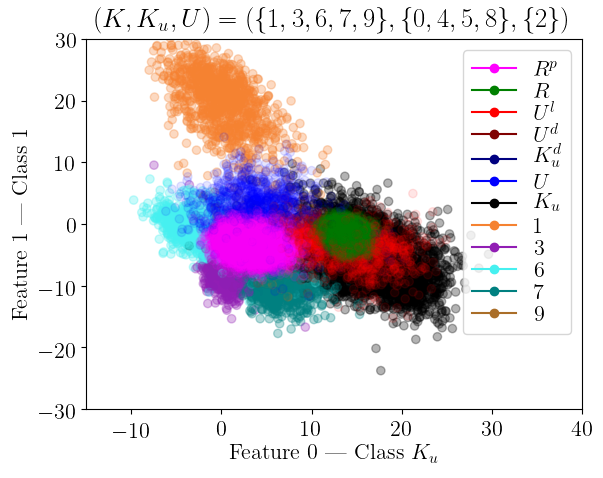 (K, K_u, U) = ({1, 3, 6, 7, 9}, {0, 4, 5, 8}, {2})
30
20
10
0
−10
−20
−30
Feature 1 — Class 1
−10
0
10
20
30
40
Feature 0 — Class K_u
R^p
R
U^l
U^d
K_u^d
U
K_u
1
3
6
7
9